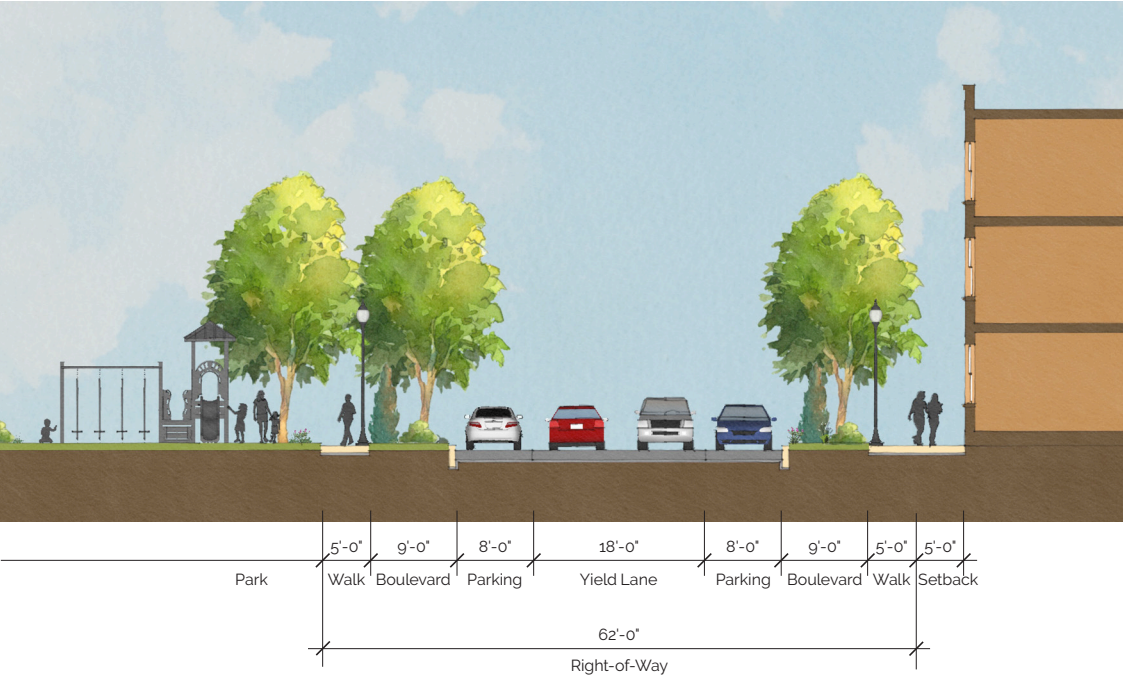 5'-0" 9'-0" 8'-0" 18'-0" 8'-0" 9'-0" 5'-0" 5'-0"
Park Walk Boulevard Parking Yield Lane Parking Boulevard Walk Setback
62'-0"
Right-of-Way